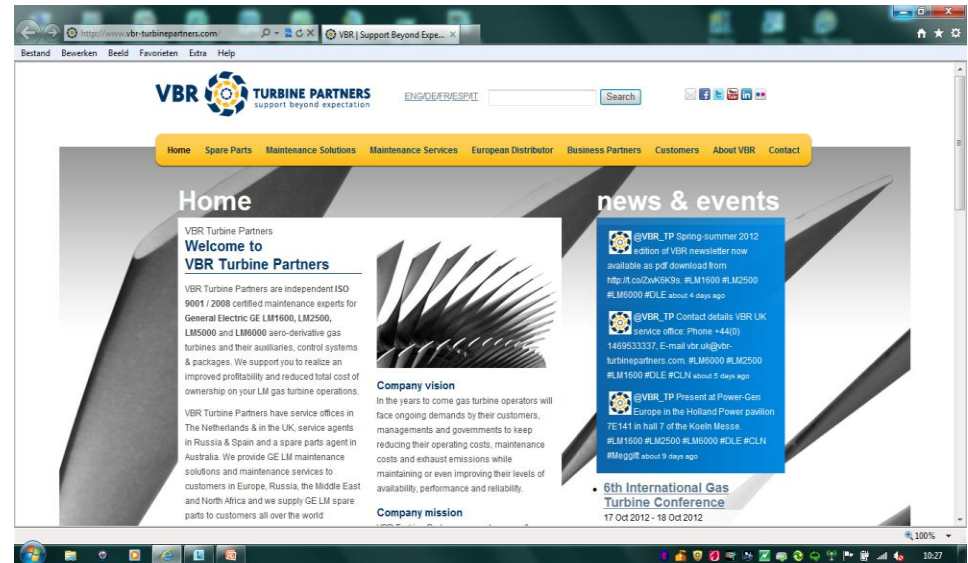 http://www.vbr-turbinepartners.com/
VBR | Support Beyond Expe...
Bestand Bewerken Beeld Favorieten Extra Help
VBR TURBINE PARTNERS
support beyond expectation
ENG/DE/FR/ESP/IT
Search
Home Spare Parts Maintenance Solutions Maintenance Services European Distributor Business Partners Customers About VBR Contact
Home
VBR Turbine Partners
Welcome to
VBR Turbine Partners
VBR Turbine Partners are independent ISO
9001 / 2008 certified maintenance experts for
General Electric GE LM1600, LM2500,
LM5000 and LM6000 aero-derivative gas
turbines and their auxiliaries, control systems
& packages. We support you to realize an
improved profitability and reduced total cost of
ownership on your LM gas turbine operations.
VBR Turbine Partners have service offices in
The Netherlands & in the UK, service agents
in Russia & Spain and a spare parts agent in
Australia. We provide GE LM maintenance
solutions and maintenance services to
customers in Europe, Russia, the Middle East
and North Africa and we supply GE LM spare
parts to customers all over the world
Company vision
In the years to come gas turbine operators will
face ongoing demands by their customers,
managements and governments to keep
reducing their operating costs, maintenance
costs and exhaust emissions while
maintaining or even improving their levels of
availability, performance and reliability.
Company mission
news & events
@VBR_TP Spring-summer 2012
edition of VBR newsletter now
available as pdf download from
http://t.co/ZxvK6K9s. #LM1600 #LM2500
#LM6000 #DLE about 4 days ago
@VBR_TP Contact details VBR UK
service office: Phone +44(0)
1469533337, E-mail vbr.uk@vbr-
turbinepartners.com. #LM6000 #LM2500
#LM1600 #DLE #CLN about 5 days ago
@VBR_TP Present at Power-Gen
Europe in the Holland Power pavilion
7E141 in hall 7 of the Koeln Messe.
#LM1600 #LM2500 #LM6000 #DLE #CLN
#Meggitt about 9 days ago
6th International Gas
Turbine Conference
17 Oct 2012 - 18 Oct 2012
100%
10:27